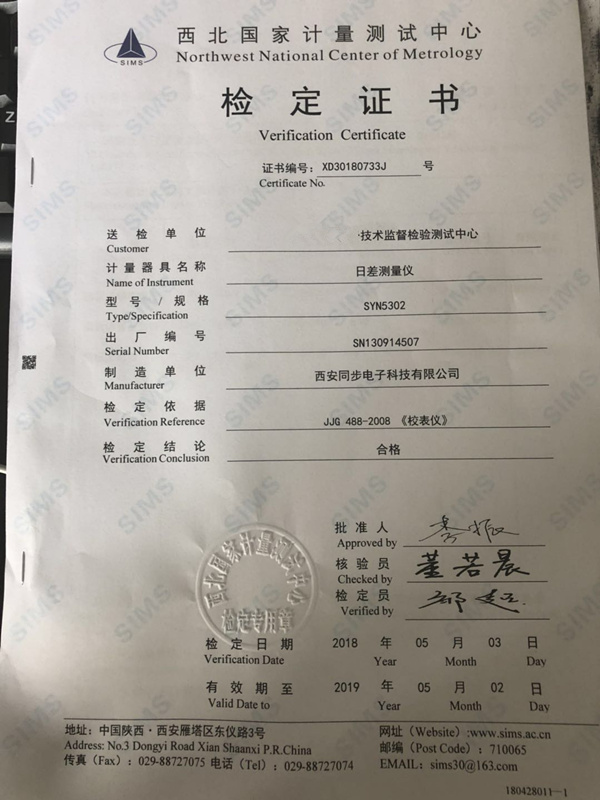 西北国家计量测试中心
Northwest National Center of Metrology
SIMS
检定证书
Verification Certificate
证书编号: XD30180733J 号
Certificate No.
送检单位 技术监督检验测试中心
Customer
计量器具名称 日差测量仪
Name of Instrument
型号/规格 SYN5302
Type/Specification
出厂编号 SN130914507
Serial Number
制造单位 西安同步电子科技有限公司
Manufacturer
检定依据 JJG 488-2008 《校表仪》
Verification Reference
检定结论 合格
Verification Conclusion
批准人
Approved by
核验员 董若晨
Checked by
检定员
Verified by
西北国家计量测试中心
检定专用章
检定日期 2018 年 05 月 03 日
Verification Date Year Month Day
有效期至 2019 年 05 月 02 日
Valid Date to Year Month Day
地址: 中国陕西·西安雁塔区东仪路3号 网址 (Website) :www.sims.ac.cn
Address: No.3 Dongyi Road Xian Shaanxi P.R.China 邮编 (Post Code) : 710065
传真 (Fax) : 029-88727075 电话 (Tel) : 029-88727074 EMAIL: sims30@163.com
180428011-1